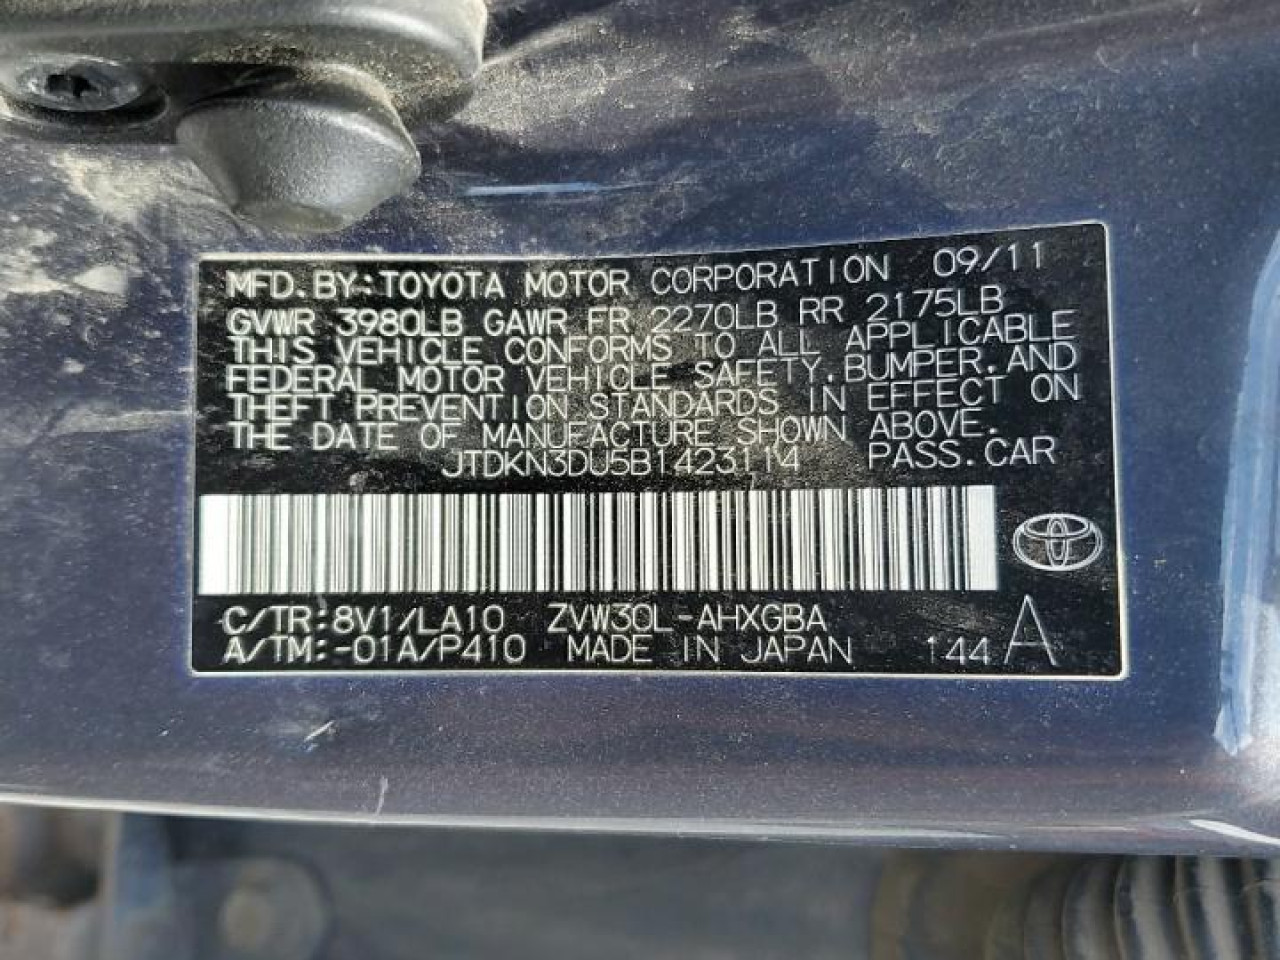 MFD. BY: TOYOTA MOTOR CORPORATION 09/11
GVWR 3980LB GAWR FR 2270LB RR 2175LB
THIS VEHICLE CONFORMS TO ALL APPLICABLE
FEDERAL MOTOR VEHICLE SAFETY, BUMPER, AND
THEFT PREVENTION STANDARDS IN EFFECT ON
THE DATE OF MANUFACTURE SHOWN ABOVE.
JTDKN3DU5B1423114 PASS. CAR
C/TR: 8V1/LA10 ZVW30L-AHXGBA
A/TM: -01A/P410 MADE IN JAPAN 144 A